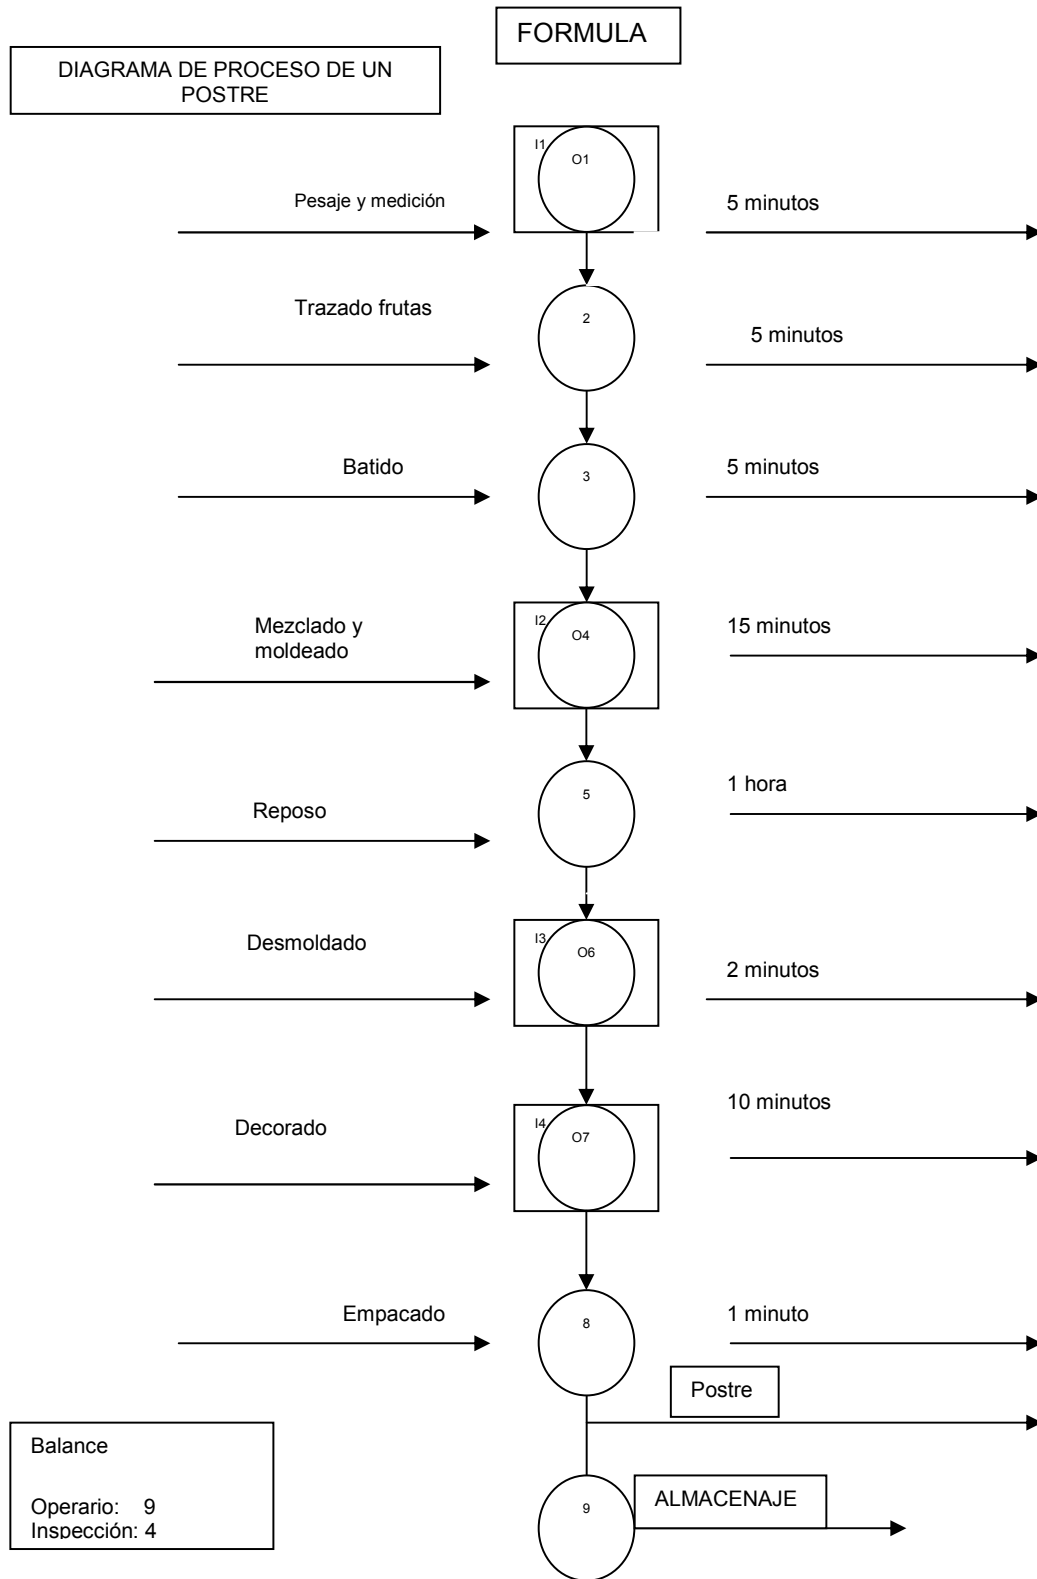 FORMULA
DIAGRAMA DE PROCESO DE UN
POSTRE
I1
O1
Pesaje y medición
5 minutos
Trazado frutas
2
5 minutos
Batido
3
5 minutos
Mezclado y
moldeado
I2
O4
15 minutos
Reposo
5
1 hora
Desmoldado
I3
O6
2 minutos
Decorado
I4
O7
10 minutos
Empacado
8
1 minuto
Postre
Balance
Operario: 9
Inspección: 4
9
ALMACENAJE